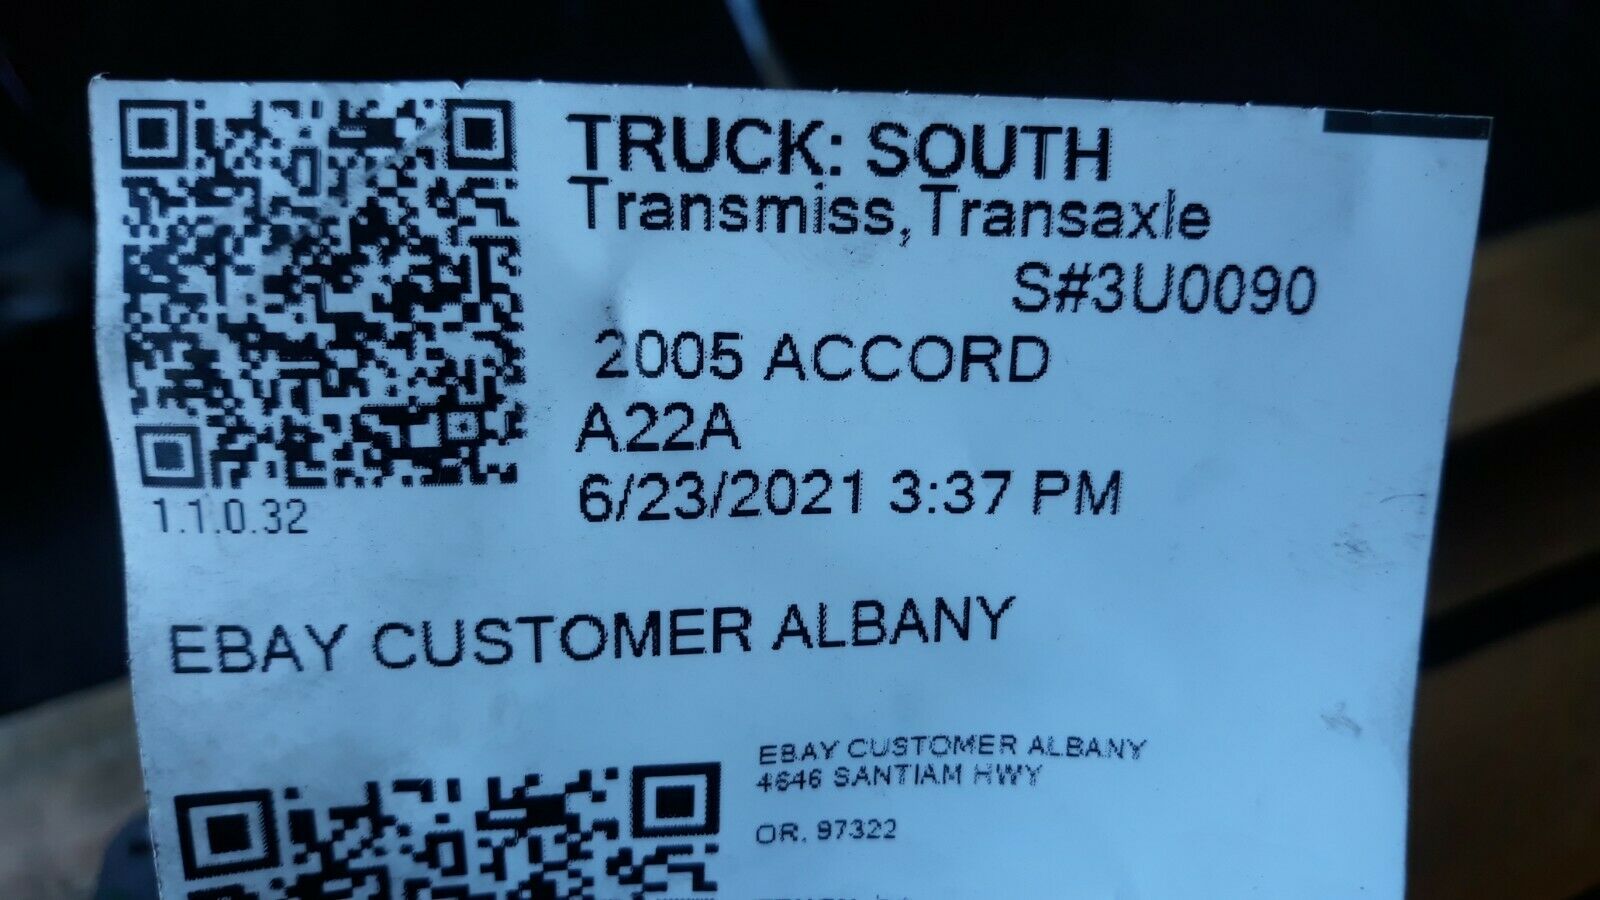 TRUCK: SOUTH
Transmiss,Transaxle
S#3U0090
2005 ACCORD
A22A
6/23/2021 3:37 PM
1.1.0.32
EBAY CUSTOMER ALBANY
EBAY CUSTOMER ALBANY
4646 SANTIAM HWY
OR, 97322